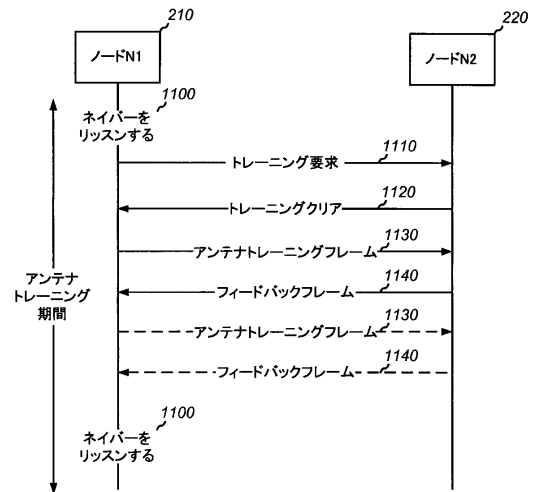 210
220
ノードN1
ノードN2
1100
ネイバーを
リッスンする
1110
トレーニング要求
1120
トレーニングクリア
1130
アンテナトレーニングフレーム
1140
フィードバックフレーム
アンテナ
トレーニング
期間
1130
アンテナトレーニングフレーム
1140
フィードバックフレーム
1100
ネイバーを
リッスンする